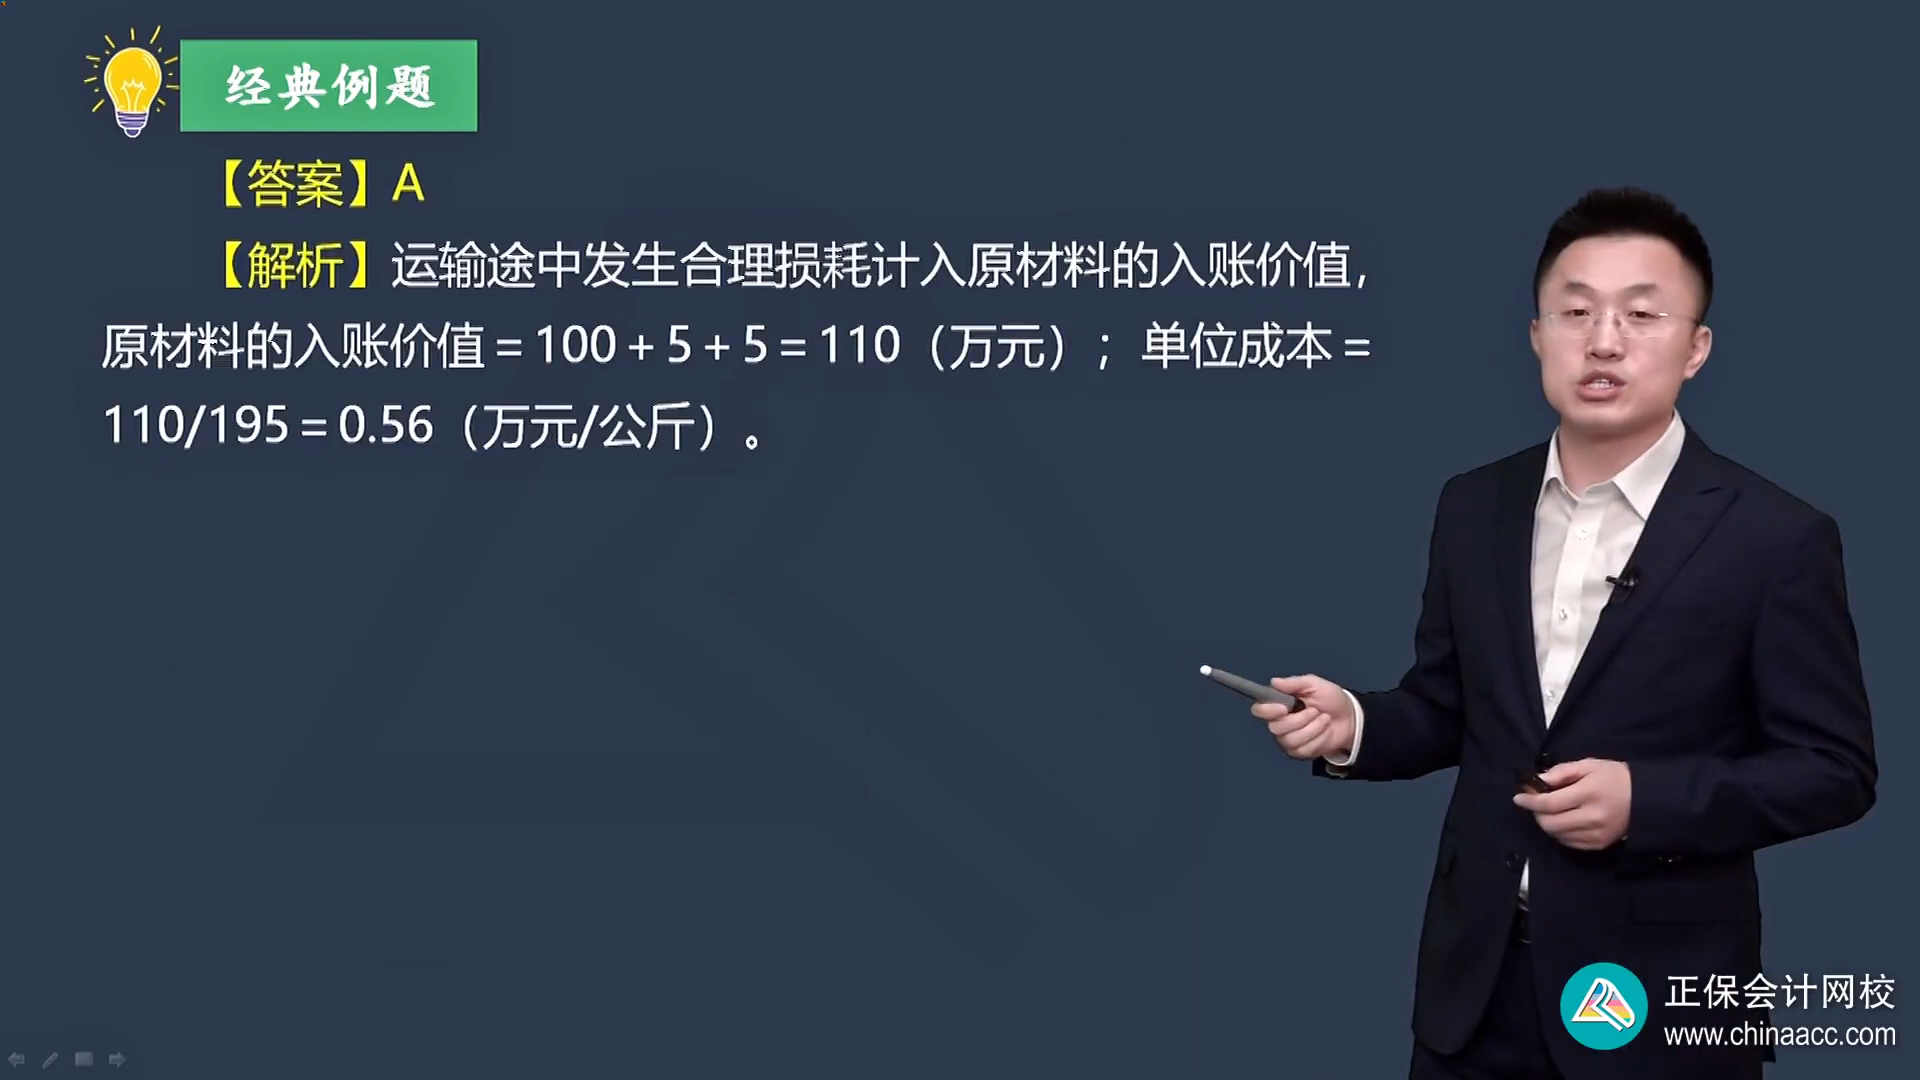 经典例题
【答案】A
【解析】运输途中发生合理损耗计入原材料的入账价值，
原材料的入账价值＝100＋5＋5＝110（万元）；单位成本＝
110/195＝0.56（万元/公斤）。
正保会计网校
www.chinaacc.com